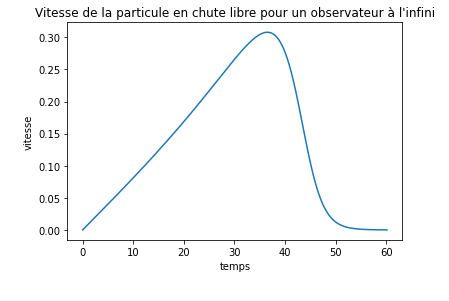 Vitesse de la particule en chute libre pour un observateur à l'infini
0.30
0.25
0.20
0.15
0.10
0.05
0.00
vitesse
0 10 20 30 40 50 60
temps